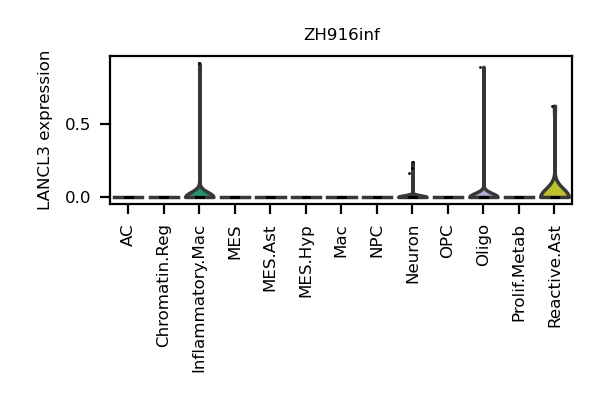 ZH916inf
LANCL3 expression
0.5
0.0
AC
Chromatin.Reg
Inflammatory.Mac
MES
MES.Ast
MES.Hyp
Mac
NPC
Neuron
OPC
Oligo
Prolif.Metab
Reactive.Ast